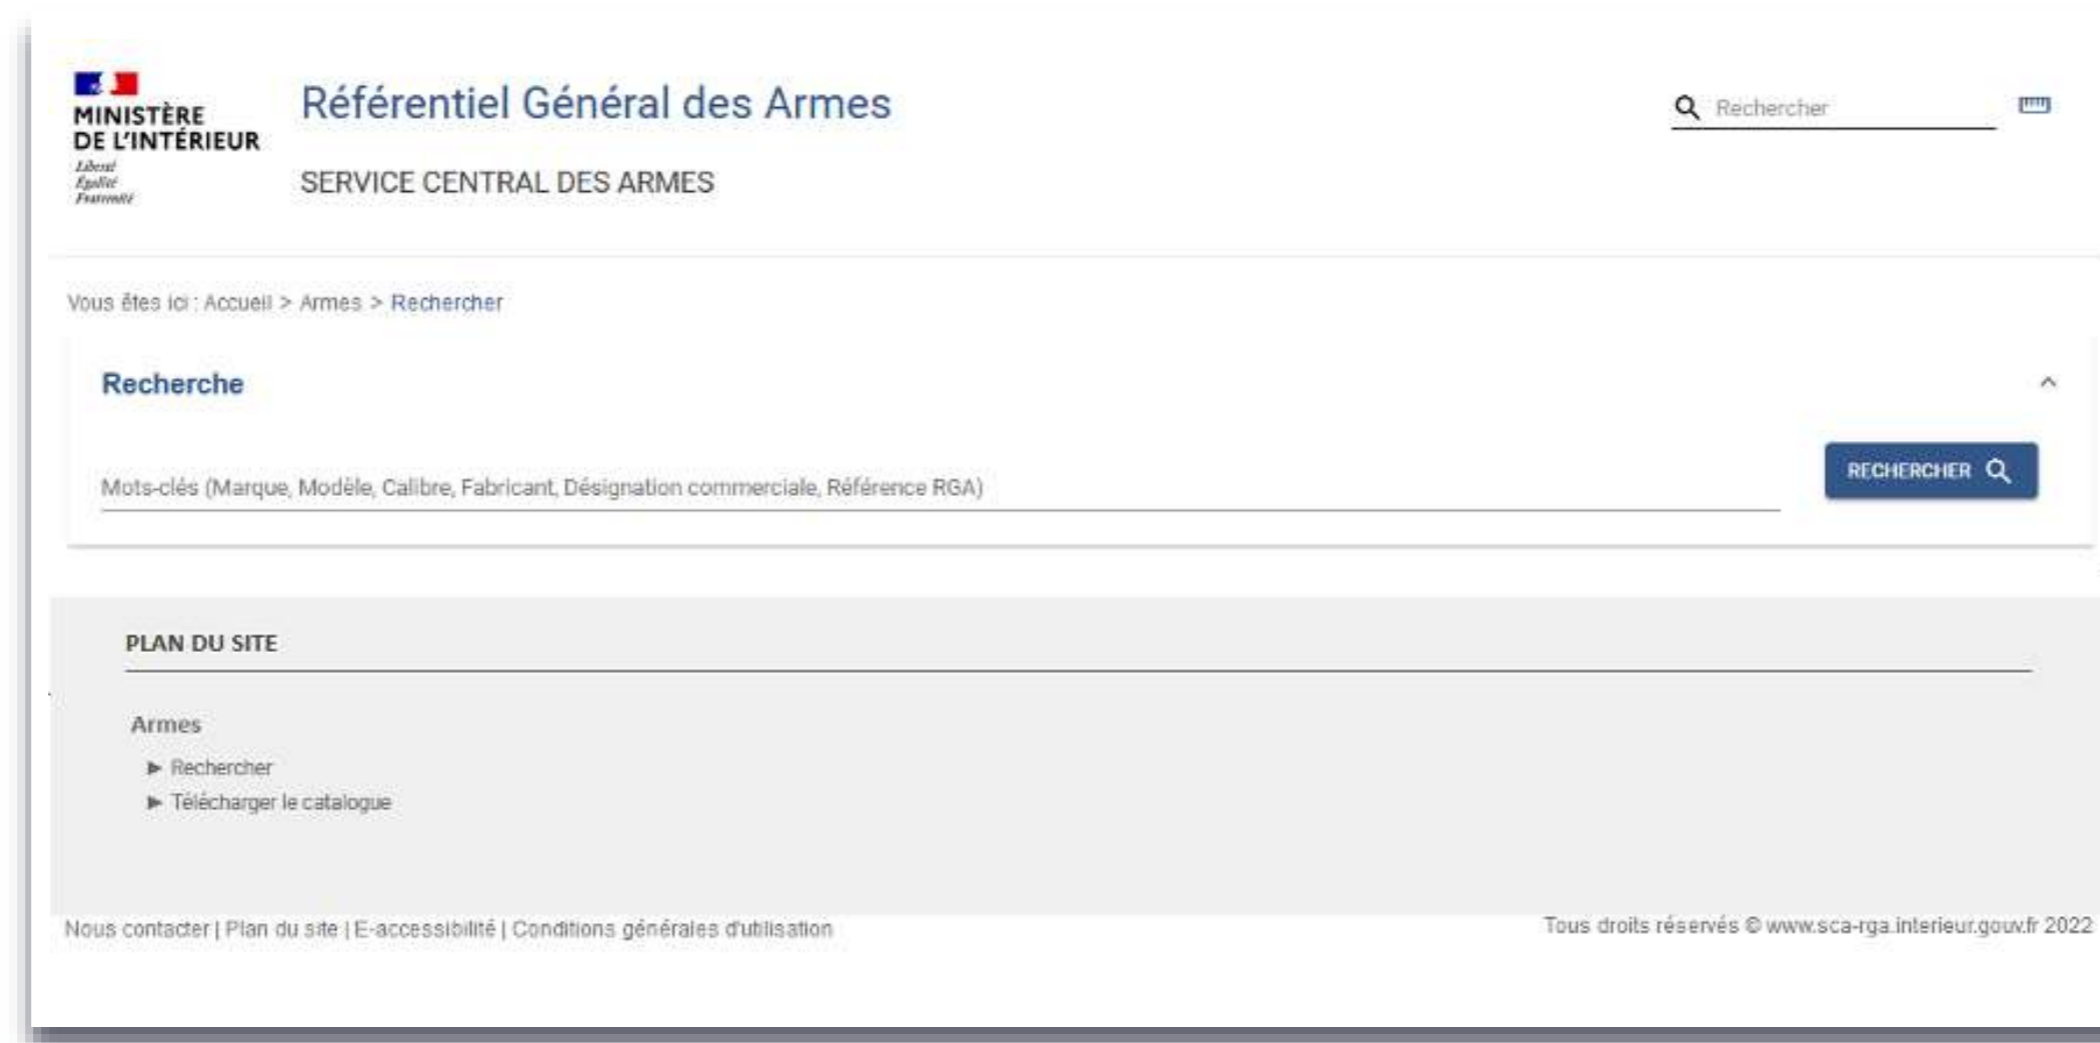 MINISTÈRE
DE L'INTÉRIEUR
Liberté
Égalité
Fraternité
Référentiel Général des Armes
SERVICE CENTRAL DES ARMES
Rechercher
Vous êtes ici : Accueil > Armes > Rechercher
Recherche
Mots-clés (Marque, Modèle, Calibre, Fabricant, Désignation commerciale, Référence RGA)
RECHERCHER
PLAN DU SITE
Armes
► Rechercher
► Télécharger le catalogue
Nous contacter | Plan du site | E-accessibilité | Conditions générales d'utilisation
Tous droits réservés © www.sca-rga.interieur.gouv.fr 2022